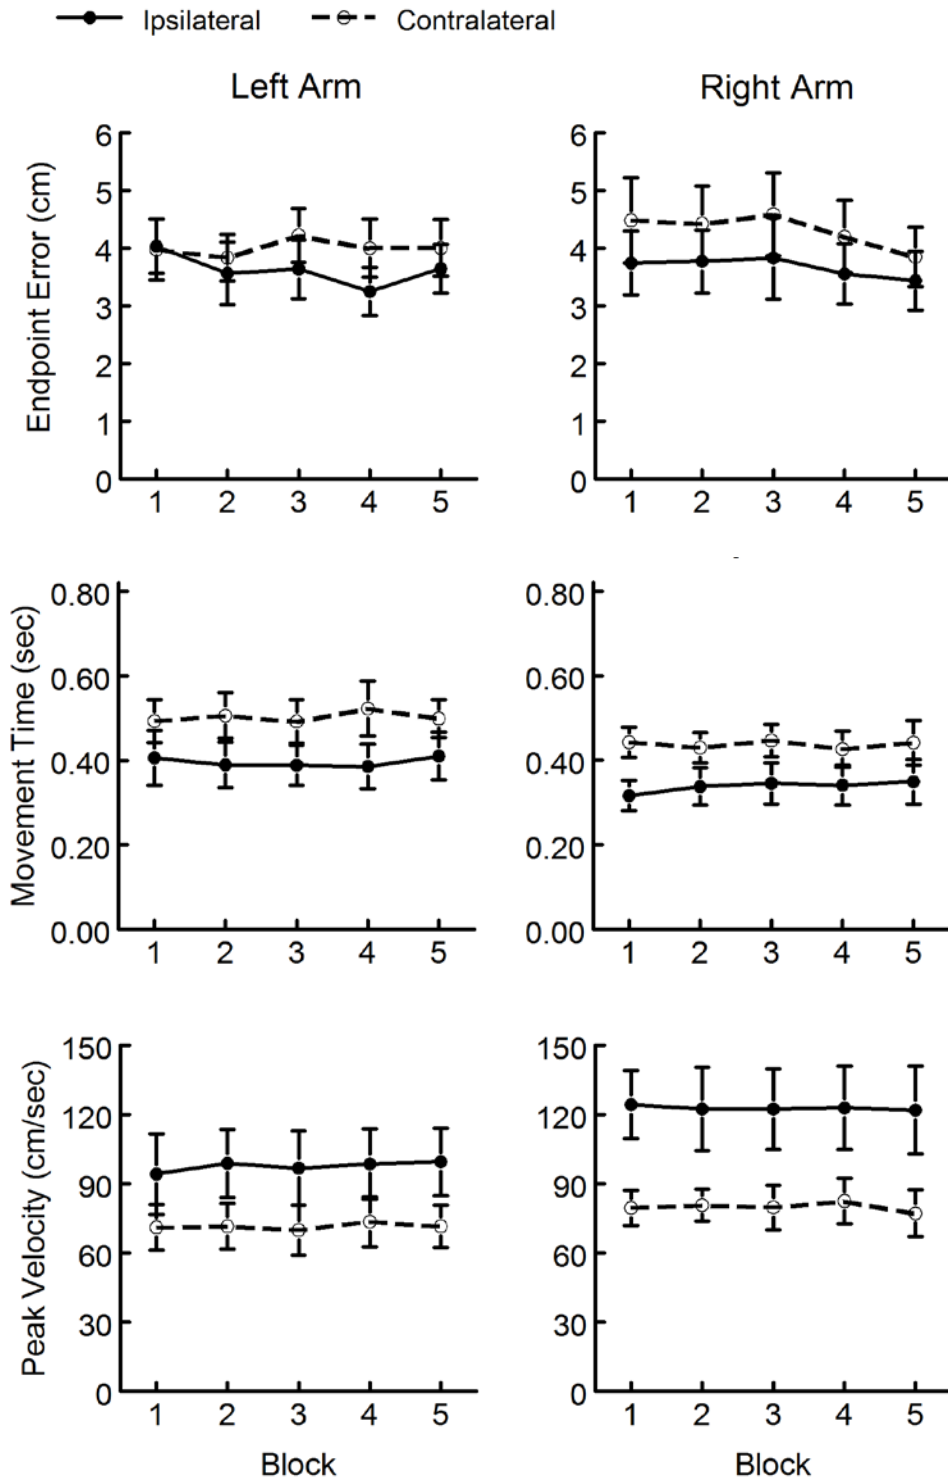 Ipsilateral Contralateral
Left Arm Right Arm
Endpoint Error (cm)
6
5
4
3
2
1
0
1 2 3 4 5
6
5
4
3
2
1
0
1 2 3 4 5
Movement Time (sec)
0.80
0.60
0.40
0.20
0.00
1 2 3 4 5
0.80
0.60
0.40
0.20
0.00
1 2 3 4 5
Peak Velocity (cm/sec)
150
120
90
60
30
0
1 2 3 4 5
Block
150
120
90
60
30
0
1 2 3 4 5
Block